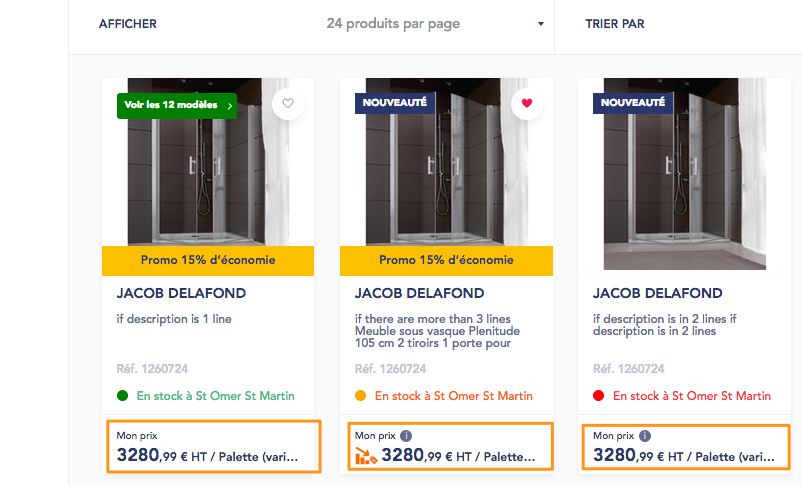 AFFICHER
24 produits par page
TRIER PAR
Voir les 12 modèles
Promo 15% d'économie
JACOB DELAFOND
if description is 1 line
Réf. 1260724
En stock à St Omer St Martin
Mon prix
3280,99 € HT / Palette (vari...
NOUVEAUTÉ
Promo 15% d'économie
JACOB DELAFOND
if there are more than 3 lines
Meuble sous vasque Plenitude
105 cm 2 tiroirs 1 porte pour
Réf. 1260724
En stock à St Omer St Martin
Mon prix i
3280,99 € HT / Palette...
NOUVEAUTÉ
JACOB DELAFOND
if description is in 2 lines if
description is in 2 lines
Réf. 1260724
En stock à St Omer St Martin
Mon prix i
3280,99 € HT / Palette (vari...